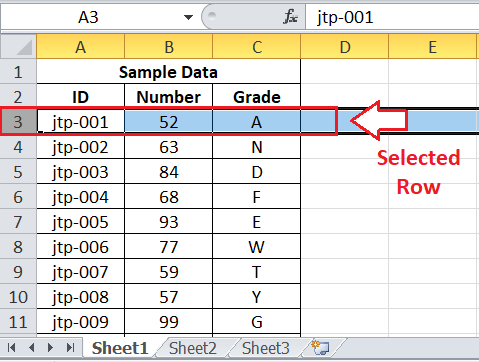 A3 fx jtp-001
A B C D E
1 Sample Data
2 ID Number Grade
3 jtp-001 52 A
4 jtp-002 63 N
Selected
5 jtp-003 84 D
Row
6 jtp-004 68 F
7 jtp-005 93 E
8 jtp-006 77 W
9 jtp-007 59 T
10 jtp-008 57 Y
11 jtp-009 99 G
Sheet1 Sheet2 Sheet3